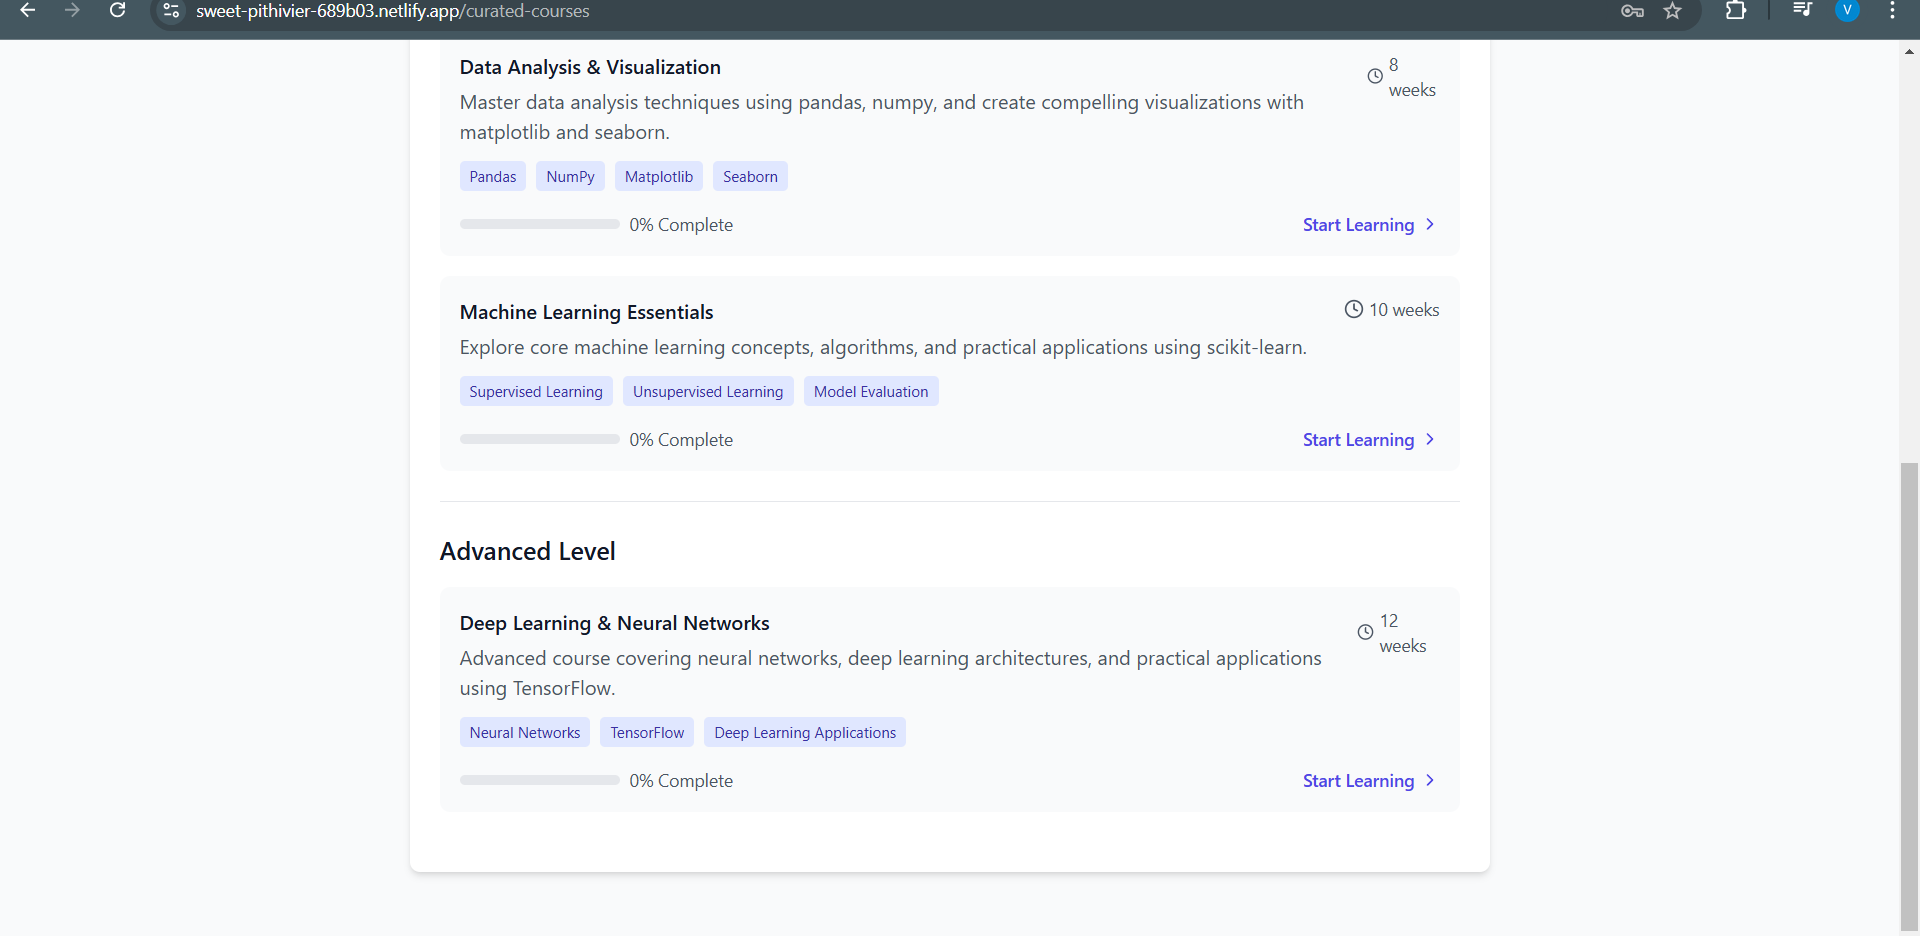 sweet-pithivier-689b03.netlify.app/curated-courses
V
Data Analysis & Visualization
8
weeks
Master data analysis techniques using pandas, numpy, and create compelling visualizations with
matplotlib and seaborn.
Pandas NumPy Matplotlib Seaborn
0% Complete Start Learning
Machine Learning Essentials 10 weeks
Explore core machine learning concepts, algorithms, and practical applications using scikit-learn.
Supervised Learning Unsupervised Learning Model Evaluation
0% Complete Start Learning
Advanced Level
Deep Learning & Neural Networks
12
weeks
Advanced course covering neural networks, deep learning architectures, and practical applications
using TensorFlow.
Neural Networks TensorFlow Deep Learning Applications
0% Complete Start Learning